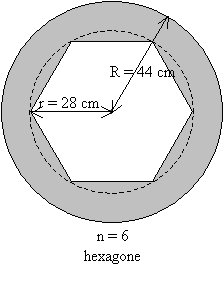 R = 44 cm
r = 28 cm
n = 6
hexagone